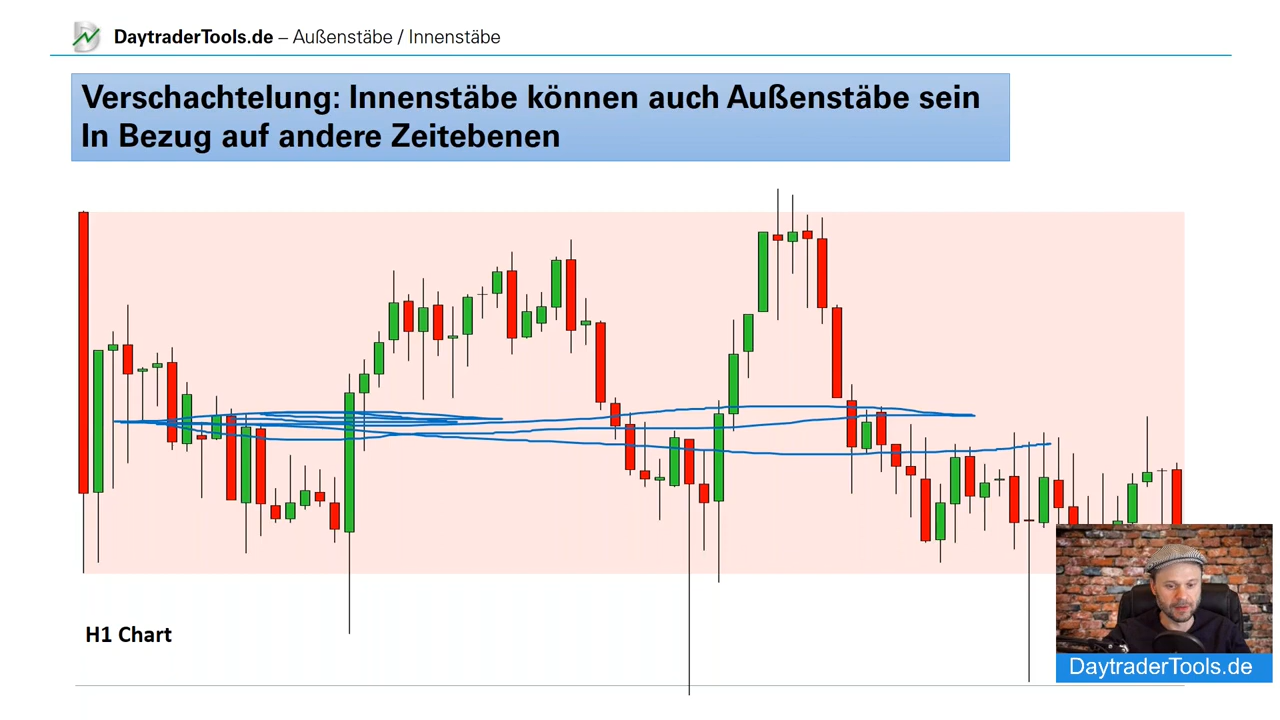 DaytraderTools.de – Außenstäbe / Innenstäbe
Verschachtelung: Innenstäbe können auch Außenstäbe sein
In Bezug auf andere Zeitebenen
H1 Chart
DaytraderTools.de